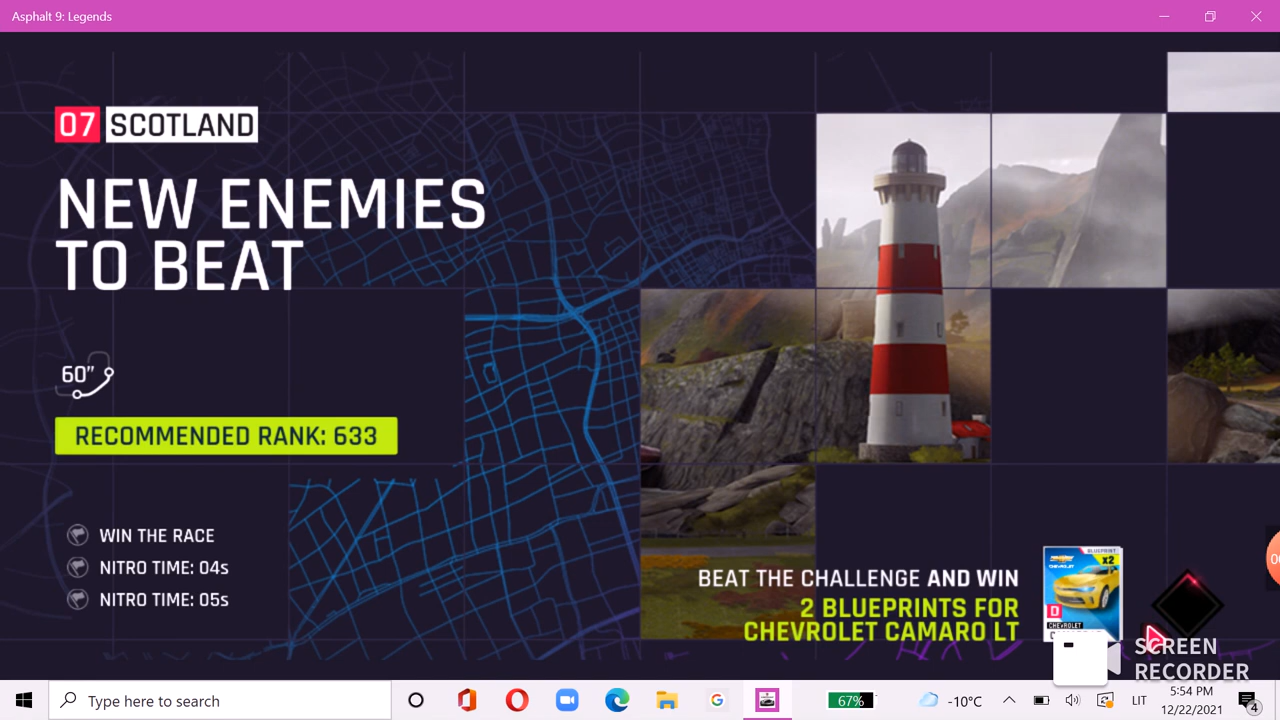 Asphalt 9: Legends
07 SCOTLAND
NEW ENEMIES
TO BEAT
60"
RECOMMENDED RANK: 633
WIN THE RACE
NITRO TIME: 04s
NITRO TIME: 05s
BEAT THE CHALLENGE AND WIN
2 BLUEPRINTS FOR
CHEVROLET CAMARO LT
BLUEPRINT
x2
CHEVROLET
D
CHEVROLET
SCREEN
RECORDER
Type here to search
67%
-10°C
LIT
5:54 PM
12/22/2021
4